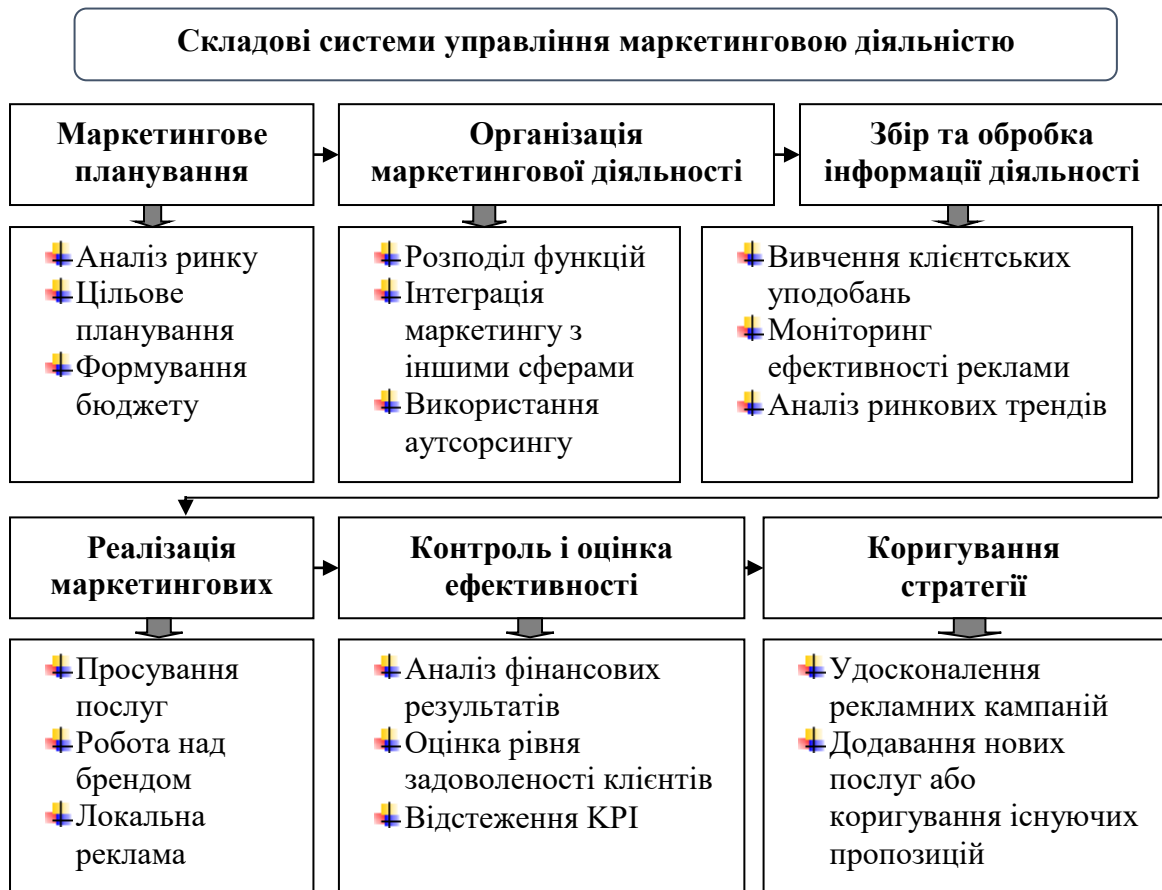 Складові системи управління маркетинговою діяльністю
Маркетингове
планування
Організація
маркетингової діяльності
Збір та обробка
інформації діяльності
Аналіз ринку
Цільове
планування
Формування
бюджету
Розподіл функцій
Інтеграція
маркетингу з
іншими сферами
Використання
аутсорсингу
Вивчення клієнтських
уподобань
Моніторинг
ефективності реклами
Аналіз ринкових трендів
Реалізація
маркетингових
Контроль і оцінка
ефективності
Коригування
стратегії
Просування
послуг
Робота над
брендом
Локальна
реклама
Аналіз фінансових
результатів
Оцінка рівня
задоволеності клієнтів
Відстеження KPI
Удосконалення
рекламних кампаній
Додавання нових
послуг або
коригування існуючих
пропозицій